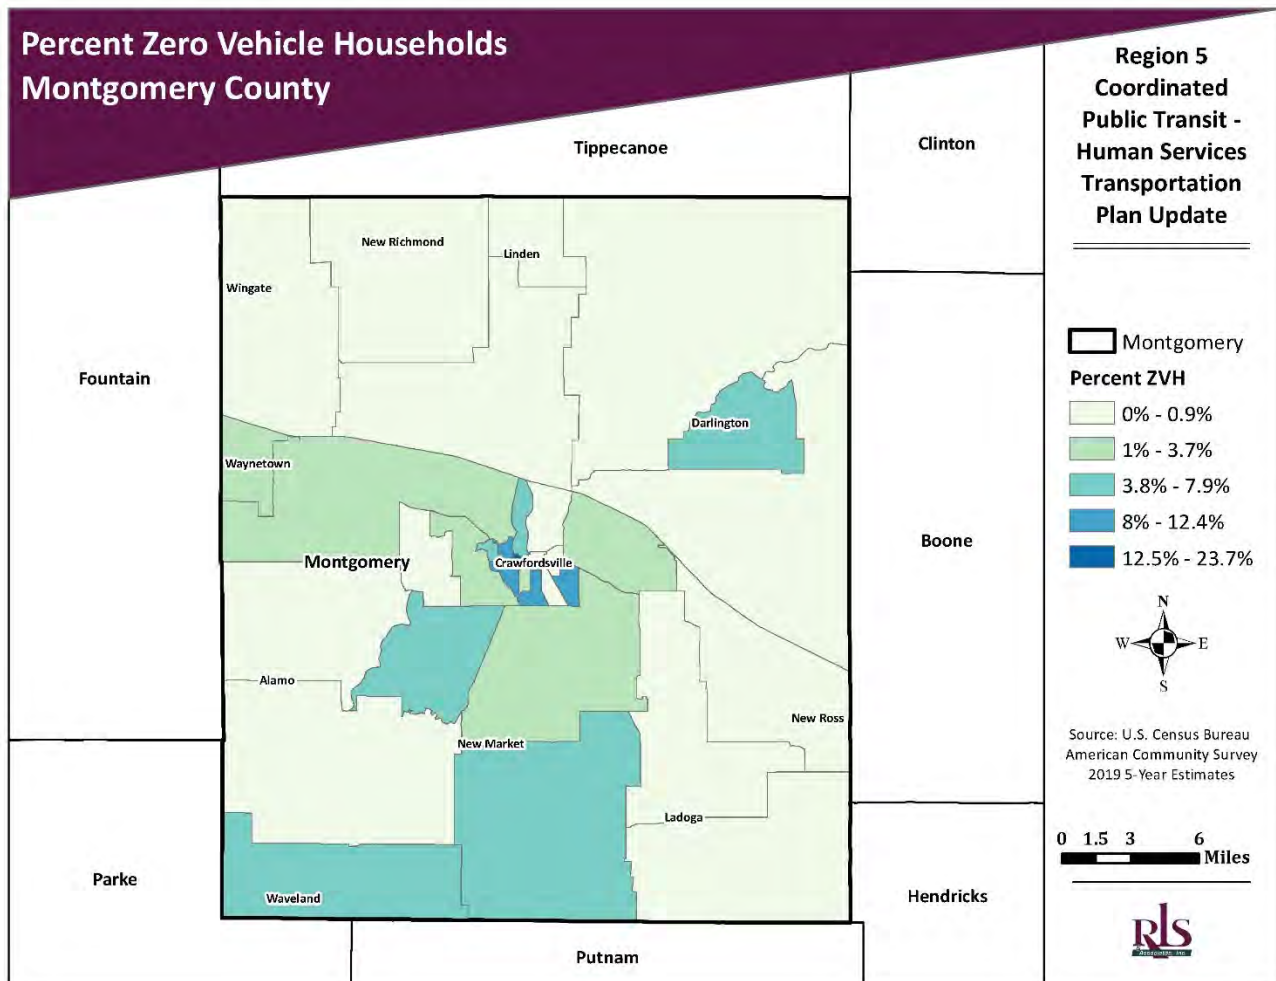 Percent Zero Vehicle Households
Montgomery County
Region 5
Coordinated
Public Transit -
Human Services
Transportation
Plan Update
Tippecanoe
Clinton
New Richmond
Linden
Wingate
Fountain
Darlington
Waynetown
Montgomery
Crawfordsville
Boone
Alamo
New Ross
New Market
Ladoga
Parke
Waveland
Hendricks
Putnam
Montgomery
Percent ZVH
0% - 0.9%
1% - 3.7%
3.8% - 7.9%
8% - 12.4%
12.5% - 23.7%
N
W E
S
Source: U.S. Census Bureau
American Community Survey
2019 5-Year Estimates
0 1.5 3 6
Miles
RLS
& Associates, Inc.